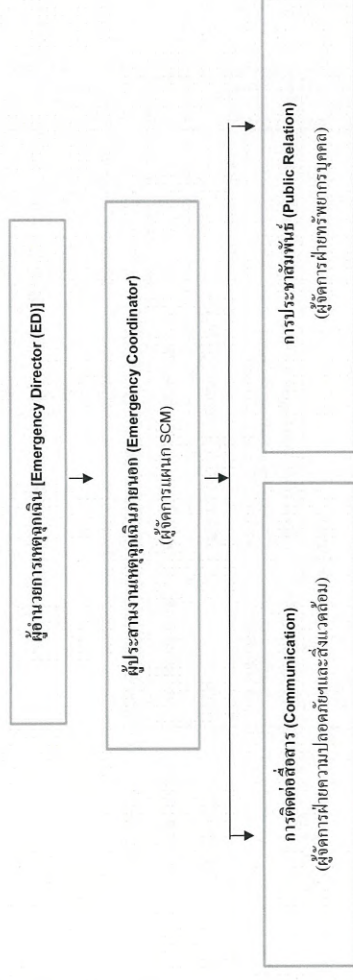 ผู้อำนวยการเหตุฉุกเฉิน [Emergency Director (ED)]
ผู้ประสานงานเหตุฉุกเฉินภายนอก (Emergency Coordinator)
(ผู้จัดการแผนก SCM)
การติดต่อสื่อสาร (Communication)
(ผู้จัดการฝ่ายความปลอดภัยฯและสิ่งแวดล้อม)
การประชาสัมพันธ์ (Public Relation)
(ผู้จัดการฝ่ายทรัพยากรบุคคล)